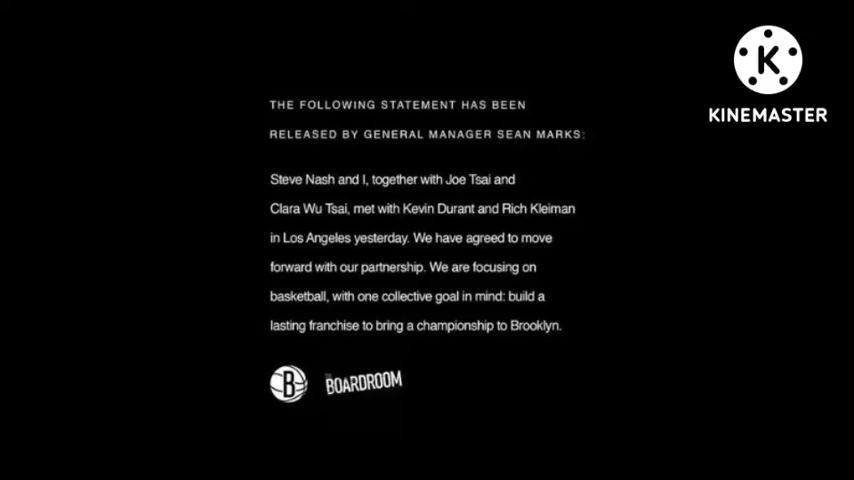 KINEMASTER
THE FOLLOWING STATEMENT HAS BEEN
RELEASED BY GENERAL MANAGER SEAN MARKS:
Steve Nash and I, together with Joe Tsai and
Clara Wu Tsai, met with Kevin Durant and Rich Kleiman
in Los Angeles yesterday. We have agreed to move
forward with our partnership. We are focusing on
basketball, with one collective goal in mind: build a
lasting franchise to bring a championship to Brooklyn.
B
BOARDROOM